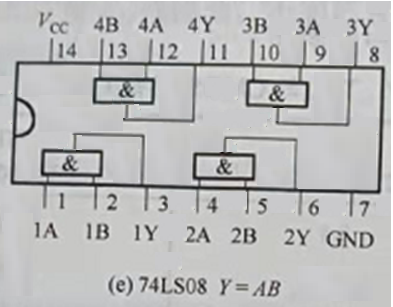 VCC 4B 4A 4Y 3B 3A 3Y
14 13 12 11 10 9 8
& &
& &
1 2 3 4 5 6 7
1A 1B 1Y 2A 2B 2Y GND
(e) 74LS08 Y=AB